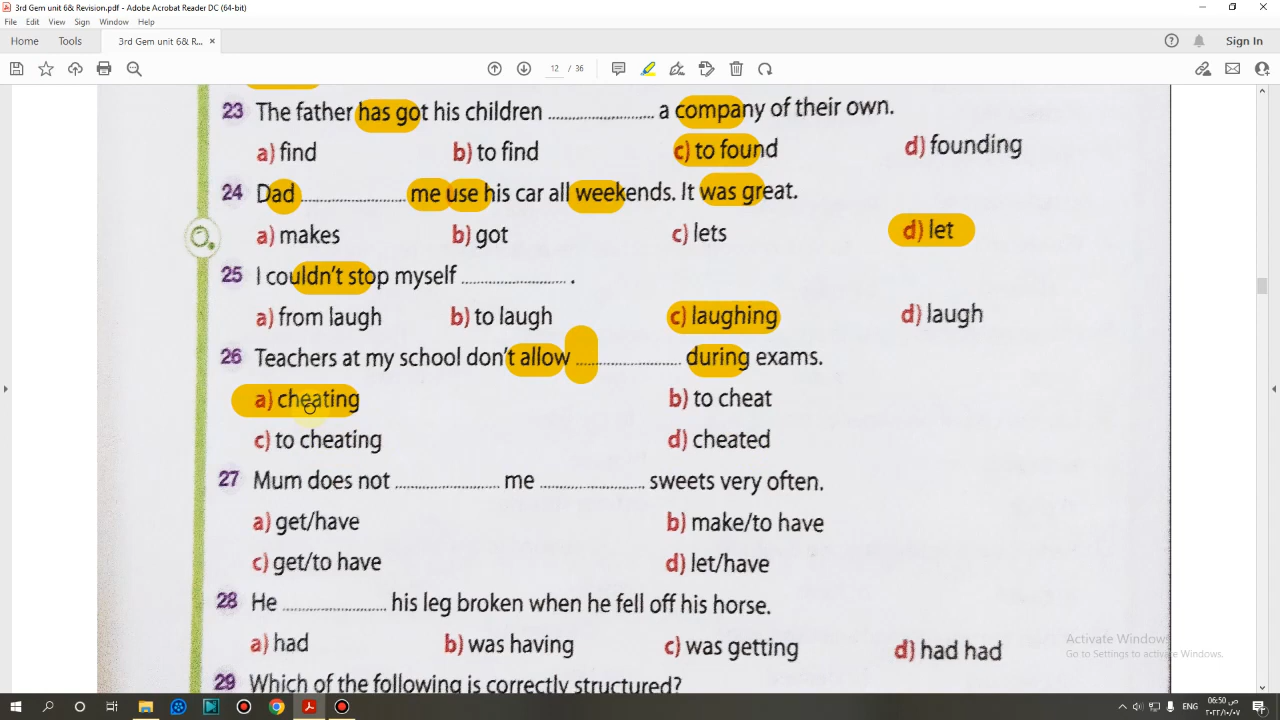 3rd Gem unit 6& Revision.pdf - Adobe Acrobat Reader DC (64-bit)
File Edit View Sign Window Help
Home Tools 3rd Gem unit 6& R... × Sign In
12 / 36
23 The father has got his children .......................... a company of their own.
a) find b) to find c) to found d) founding
24 Dad .......................... me use his car all weekends. It was great.
a) makes b) got c) lets d) let
25 I couldn't stop myself .......................... .
a) from laugh b) to laugh c) laughing d) laugh
26 Teachers at my school don't allow .......................... during exams.
a) cheating b) to cheat
c) to cheating d) cheated
27 Mum does not .......................... me .......................... sweets very often.
a) get/have b) make/to have
c) get/to have d) let/have
28 He .......................... his leg broken when he fell off his horse.
a) had b) was having c) was getting d) had had
29 Which of the following is correctly structured?
Activate Windows
Go to Settings to activate Windows.
ENG 06:50 ص
٢٠٢٢/١٠/٠٧